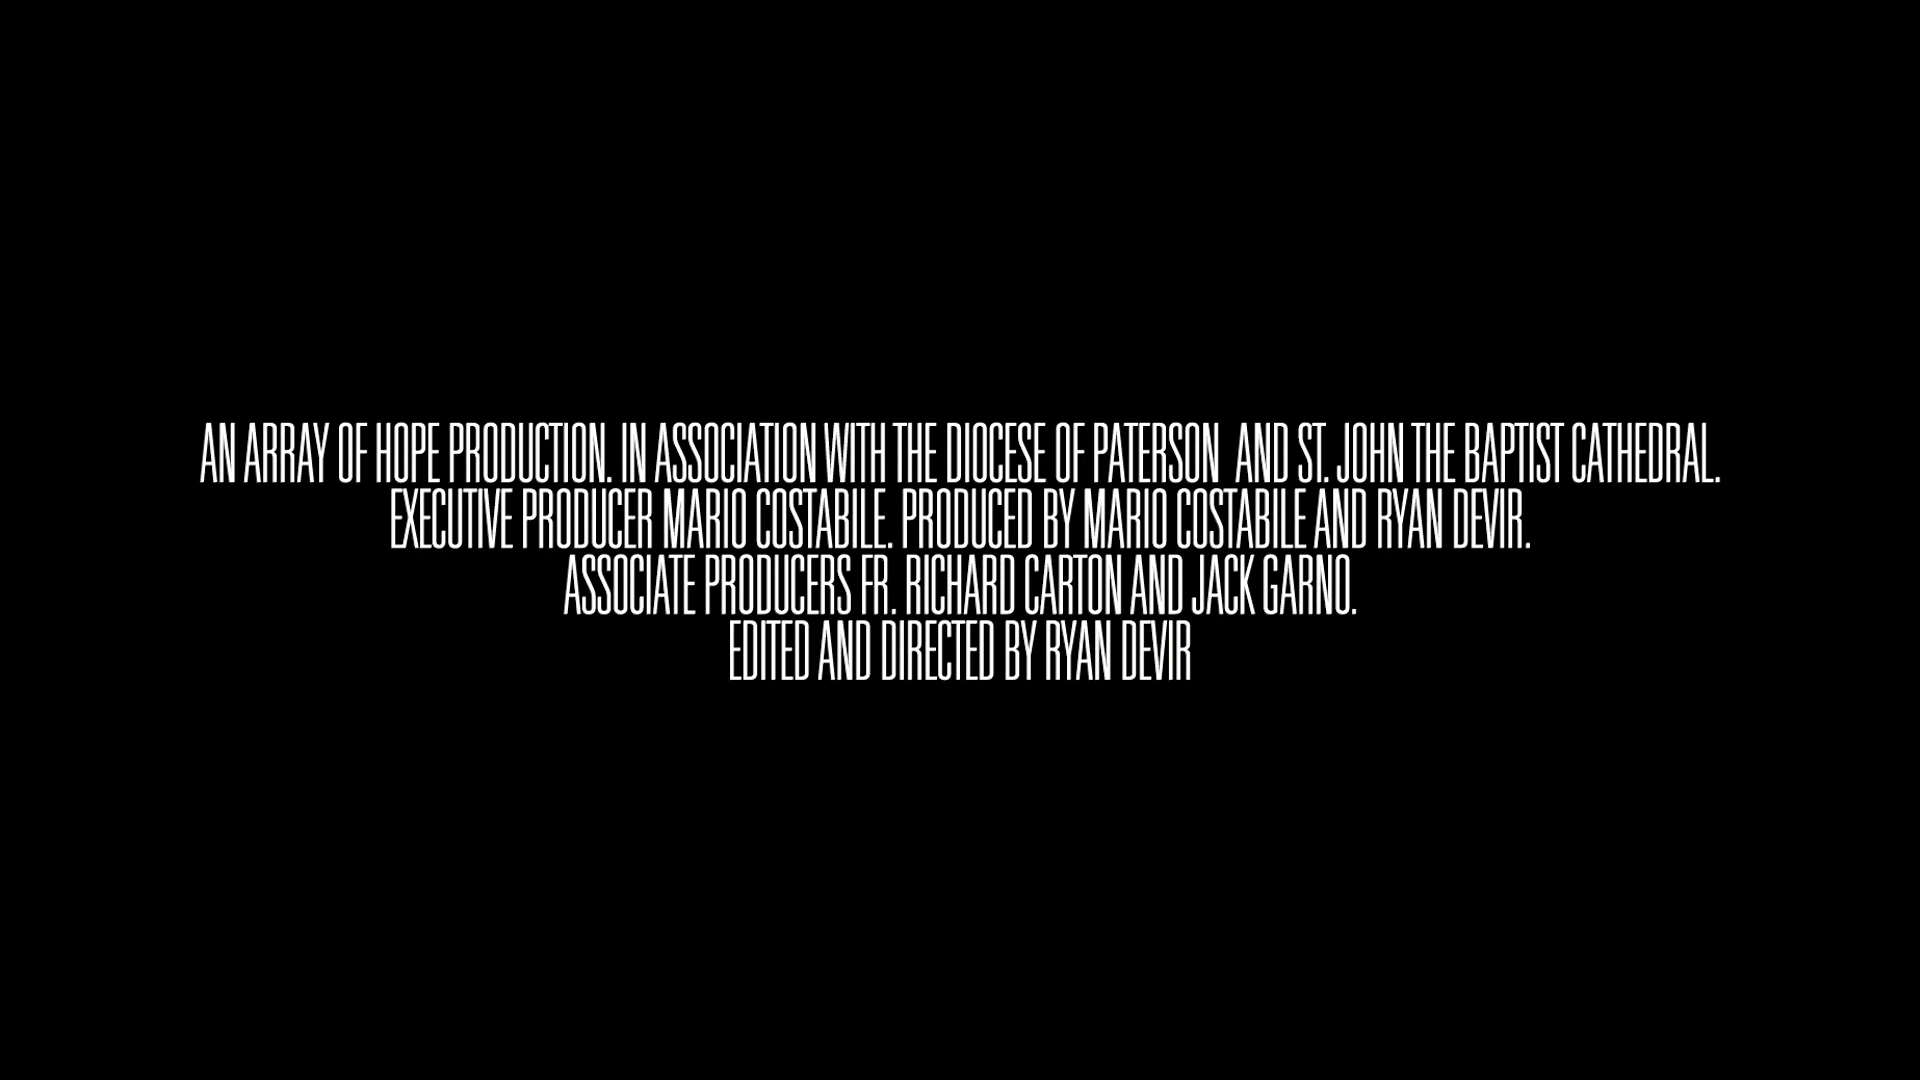 AN ARRAY OF HOPE PRODUCTION. IN ASSOCIATION WITH THE DIOCESE OF PATERSON  AND ST. JOHN THE BAPTIST CATHEDRAL.
EXECUTIVE PRODUCER MARIO COSTABILE. PRODUCED BY MARIO COSTABILE AND RYAN DEVIR.
ASSOCIATE PRODUCERS FR. RICHARD CARTON AND JACK GARNO.
EDITED AND DIRECTED BY RYAN DEVIR